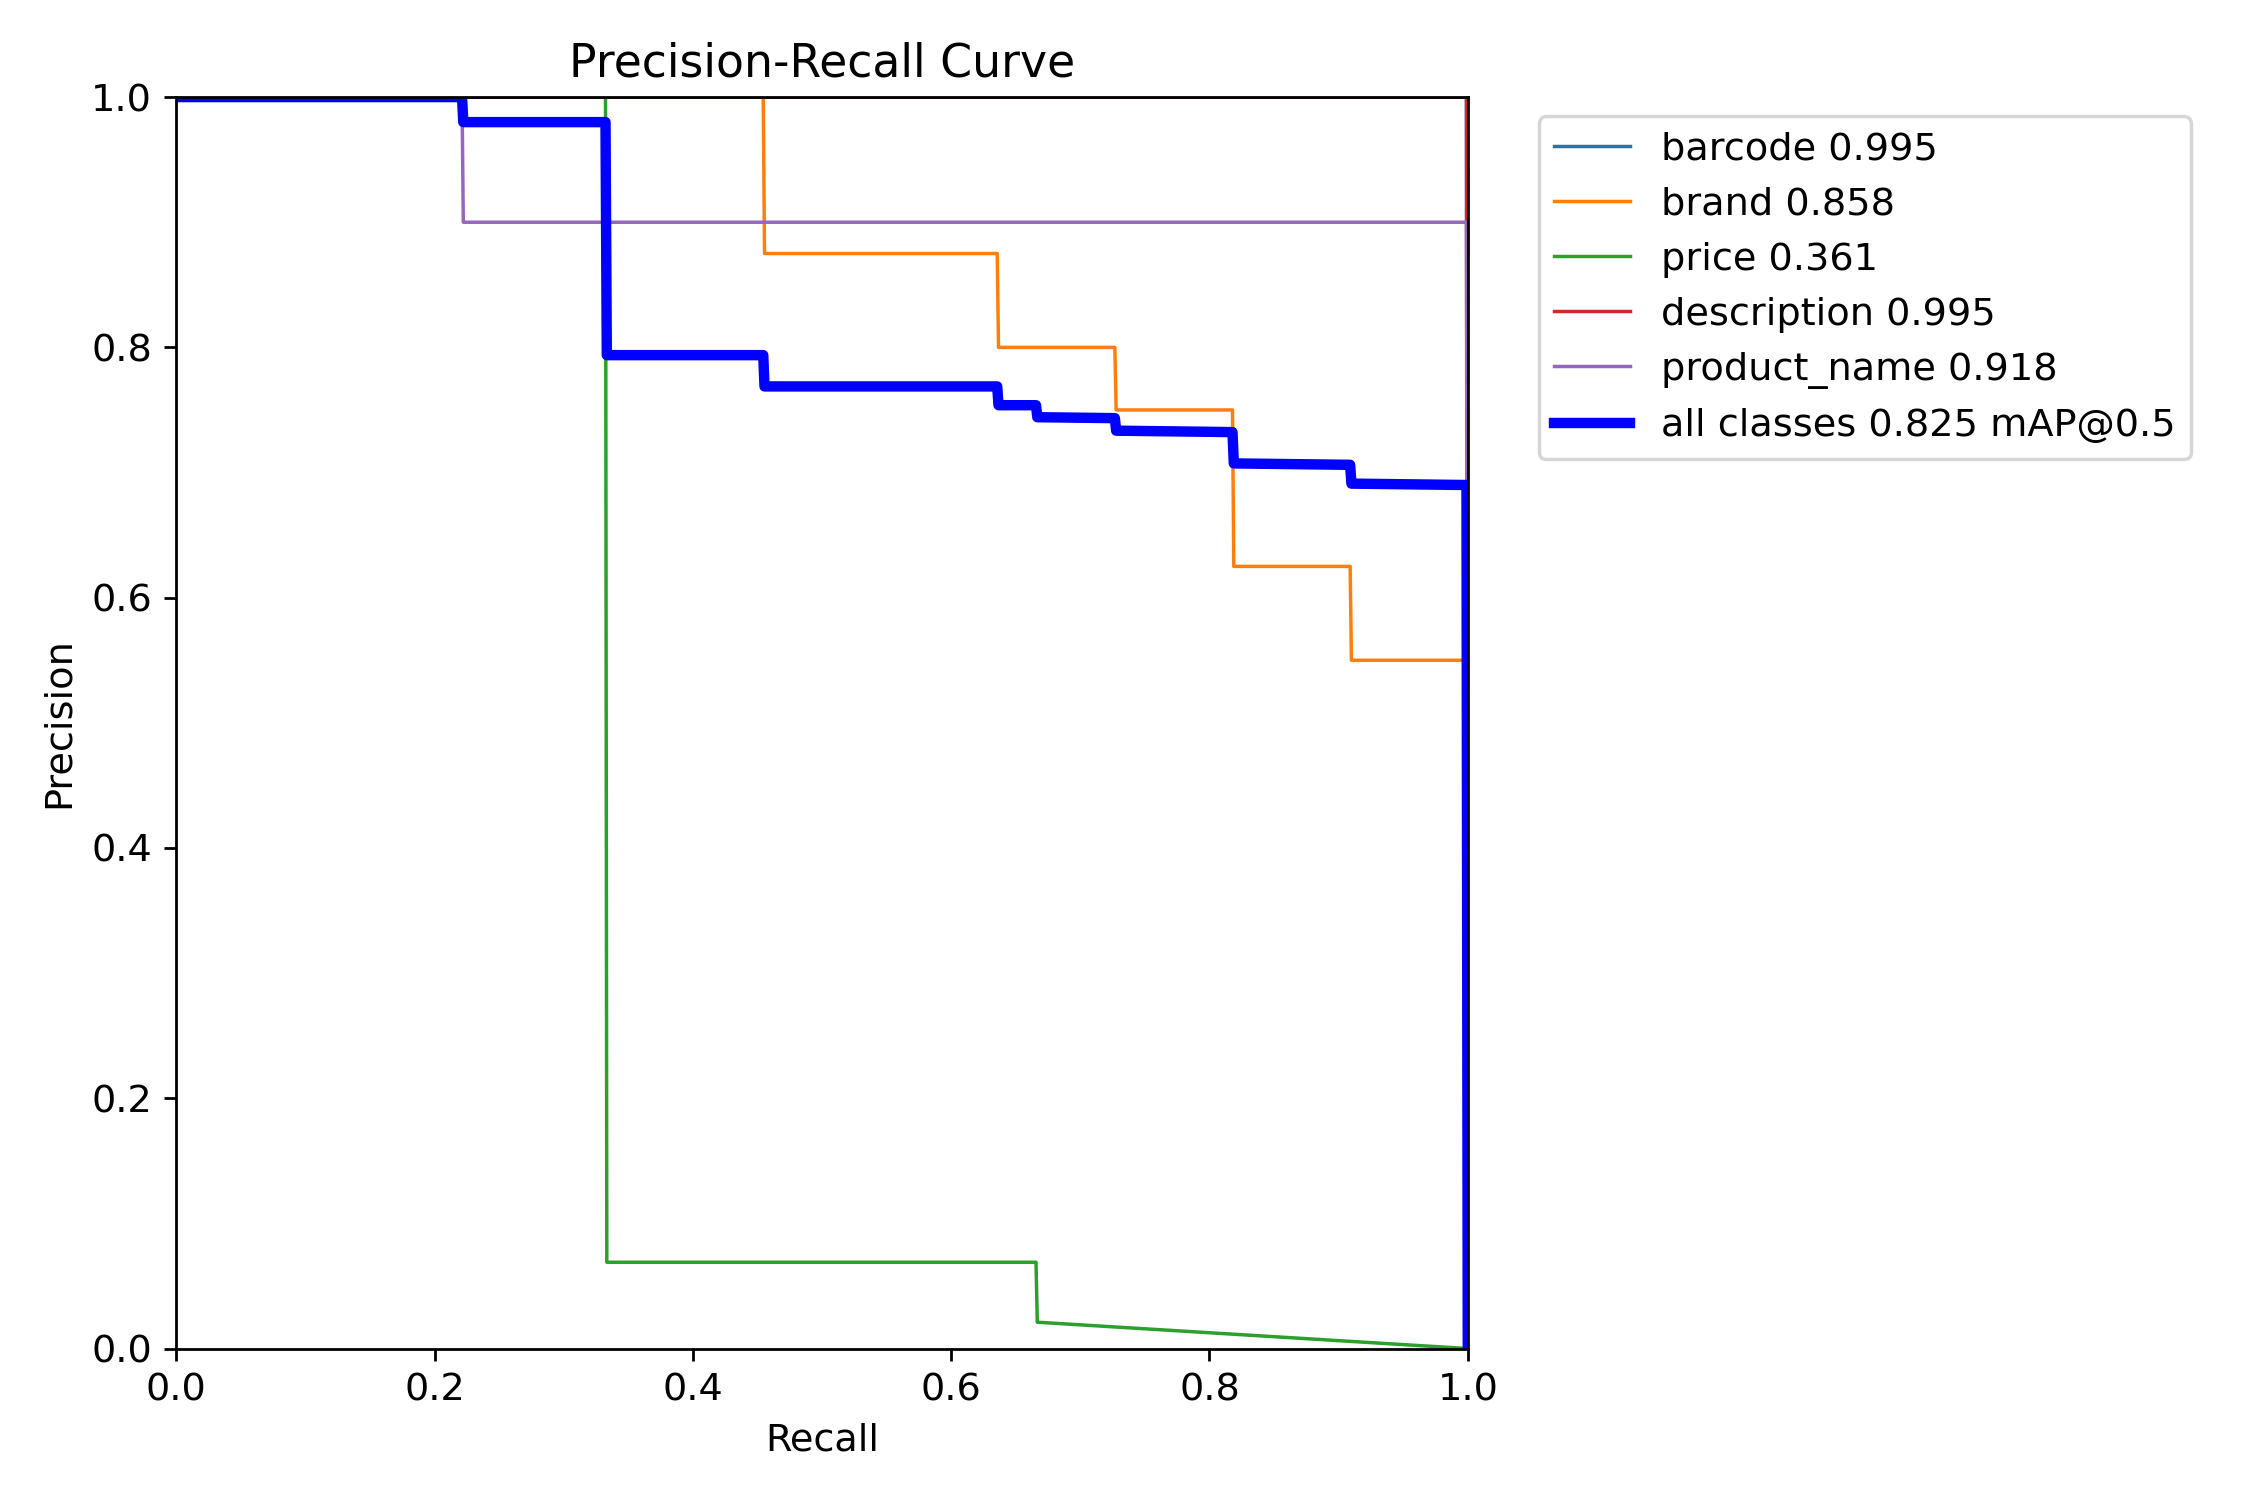 Precision-Recall Curve
1.0
0.8
0.6
0.4
0.2
0.0
Precision
0.0 0.2 0.4 0.6 0.8 1.0
Recall
barcode 0.995
brand 0.858
price 0.361
description 0.995
product_name 0.918
all classes 0.825 mAP@0.5